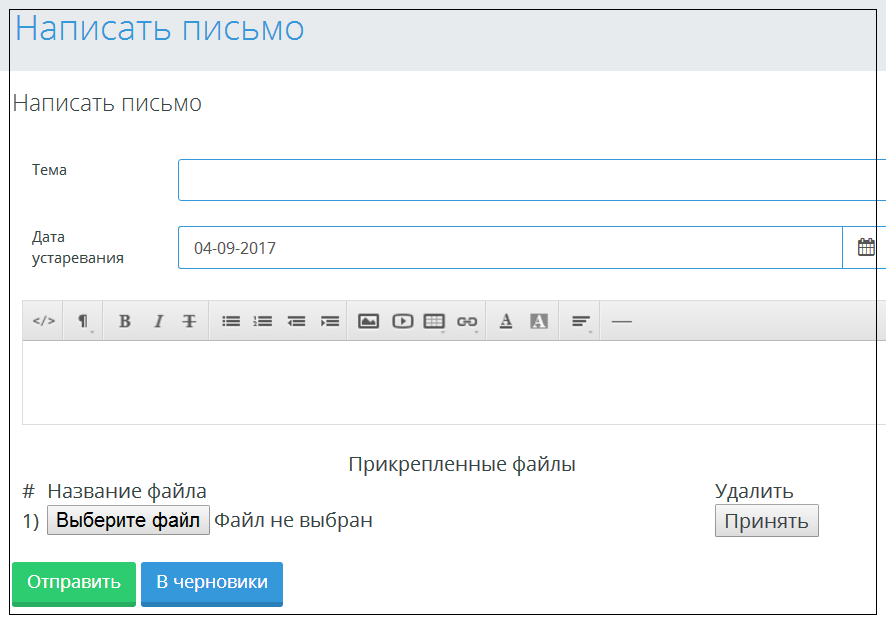 Написать письмо
Написать письмо
Тема
Дата
устаревания
04-09-2017
</> ¶ B I T A A
Прикрепленные файлы
# Название файла Удалить
1) Выберите файл Файл не выбран Принять
Отправить В черновики